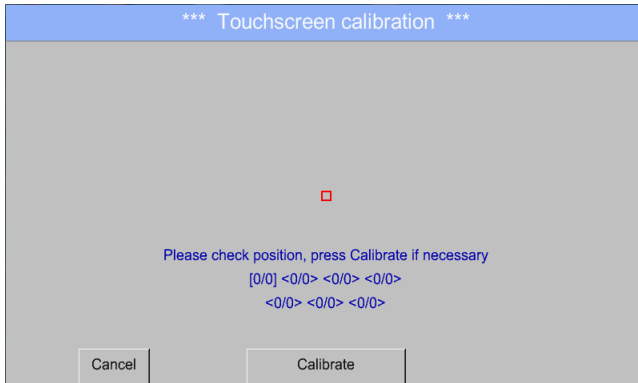 *** Touchscreen calibration ***
Please check position, press Calibrate if necessary
[0/0] <0/0> <0/0> <0/0>
<0/0> <0/0> <0/0>
Cancel Calibrate